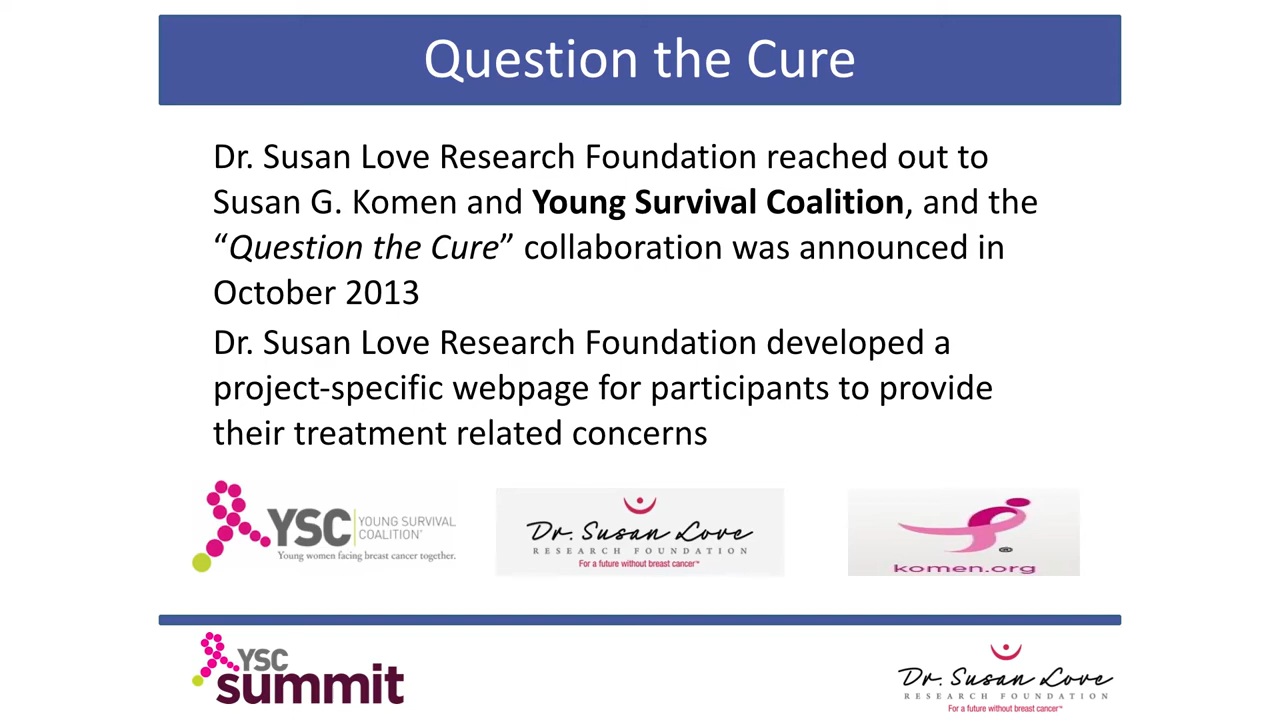 Question the Cure
Dr. Susan Love Research Foundation reached out to
Susan G. Komen and Young Survival Coalition, and the
“Question the Cure” collaboration was announced in
October 2013
Dr. Susan Love Research Foundation developed a
project-specific webpage for participants to provide
their treatment related concerns
YSC YOUNG SURVIVAL
COALITION®
Young women facing breast cancer together.
Dr. Susan Love
RESEARCH FOUNDATION
For a future without breast cancer™
®
komen.org
YSC
summit
Dr. Susan Love
RESEARCH FOUNDATION
For a future without breast cancer™